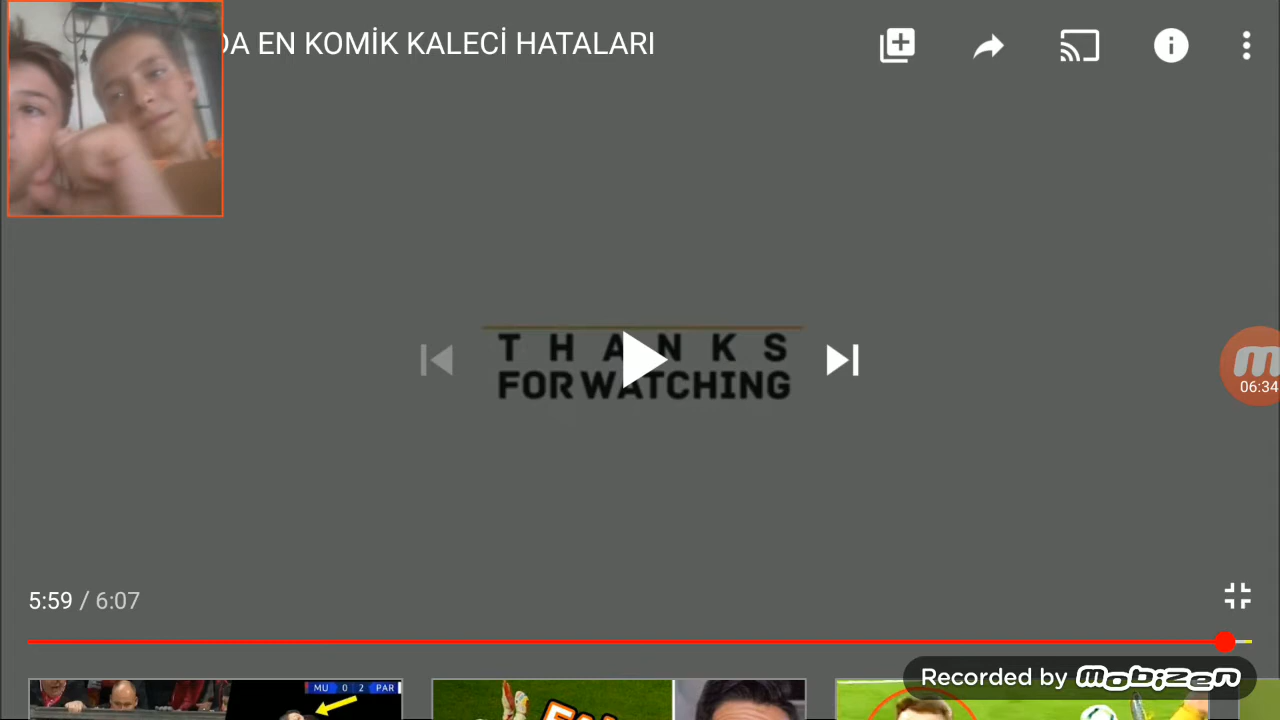 DA EN KOMİK KALECİ HATALARI
THANKS
FOR WATCHING
06:34
5:59 / 6:07
Recorded by mobizen
MU 0 2 PAR